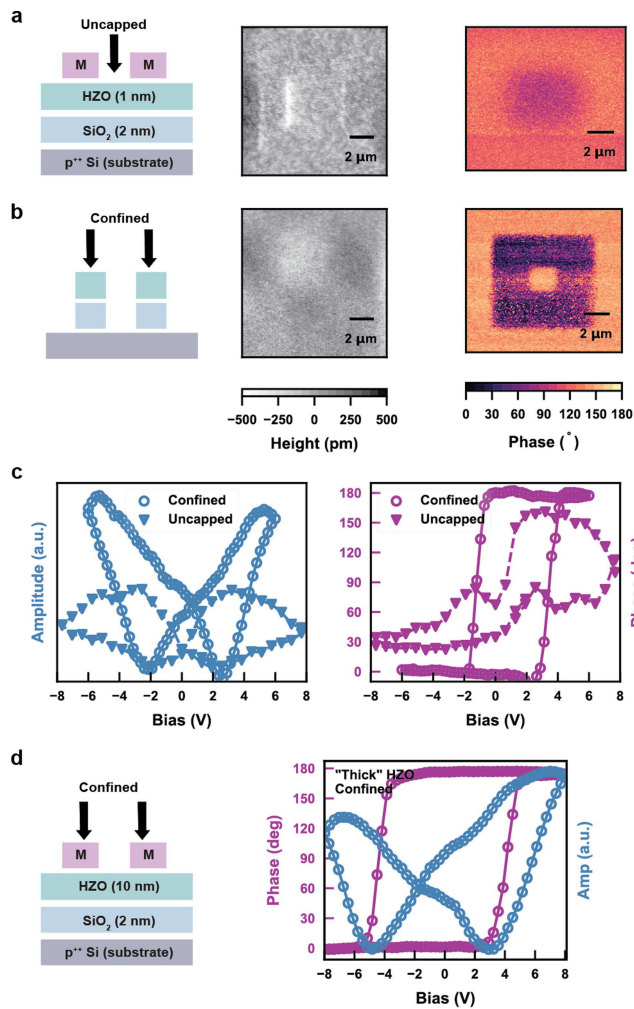 a
Uncapped
M M
HZO (1 nm)
SiO₂ (2 nm)
p⁺⁺ Si (substrate)
2 μm
2 μm
b
Confined
2 μm
2 μm
−500 −250 0 250 500
Height (pm)
0 30 60 90 120 150 180
Phase (°)
c
Amplitude (a.u.)
Confined
Uncapped
−8 −6 −4 −2 0 2 4 6 8
Bias (V)
Confined
Uncapped
180
150
120
90
60
30
0
−8 −6 −4 −2 0 2 4 6 8
Bias (V)
d
Confined
M M
HZO (10 nm)
SiO₂ (2 nm)
p⁺⁺ Si (substrate)
"Thick" HZO
Confined
Phase (deg)
180
150
120
90
60
30
0
Amp (a.u.)
−8 −6 −4 −2 0 2 4 6 8
Bias (V)